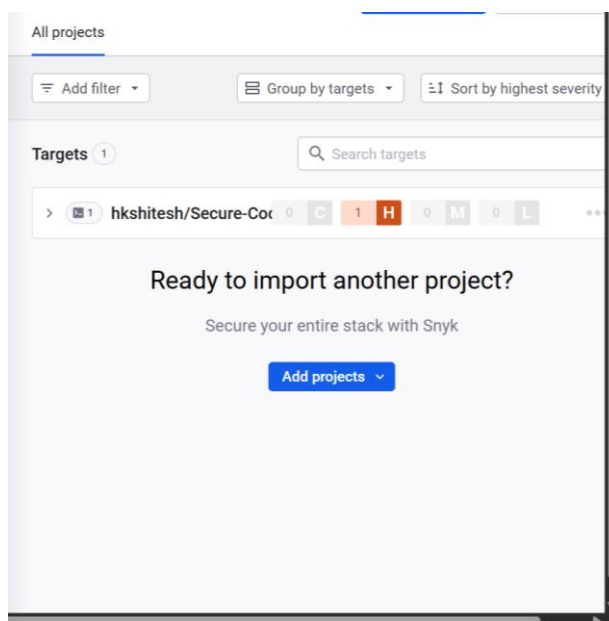 All projects
Add filter
Group by targets
Sort by highest severity
Targets 1
Search targets
1 hkshitesh/Secure-Coc 0 C 1 H 0 M 0 L
Ready to import another project?
Secure your entire stack with Snyk
Add projects